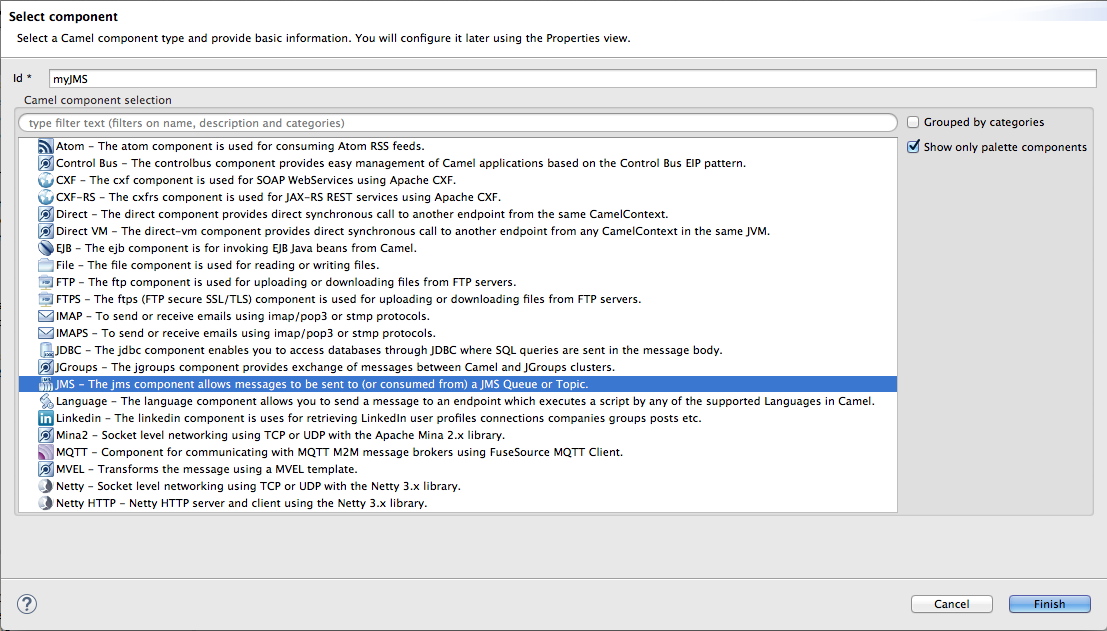 Select component
Select a Camel component type and provide basic information. You will configure it later using the Properties view.
Id * myJMS
Camel component selection
type filter text (filters on name, description and categories)
Grouped by categories
Show only palette components
Atom - The atom component is used for consuming Atom RSS feeds.
Control Bus - The controlbus component provides easy management of Camel applications based on the Control Bus EIP pattern.
CXF - The cxf component is used for SOAP WebServices using Apache CXF.
CXF-RS - The cxfrs component is used for JAX-RS REST services using Apache CXF.
Direct - The direct component provides direct synchronous call to another endpoint from the same CamelContext.
Direct VM - The direct-vm component provides direct synchronous call to another endpoint from any CamelContext in the same JVM.
EJB - The ejb component is for invoking EJB Java beans from Camel.
File - The file component is used for reading or writing files.
FTP - The ftp component is used for uploading or downloading files from FTP servers.
FTPS - The ftps (FTP secure SSL/TLS) component is used for uploading or downloading files from FTP servers.
IMAP - To send or receive emails using imap/pop3 or stmp protocols.
IMAPS - To send or receive emails using imap/pop3 or stmp protocols.
JDBC - The jdbc component enables you to access databases through JDBC where SQL queries are sent in the message body.
JGroups - The jgroups component provides exchange of messages between Camel and JGroups clusters.
JMS - The jms component allows messages to be sent to (or consumed from) a JMS Queue or Topic.
Language - The language component allows you to send a message to an endpoint which executes a script by any of the supported Languages in Camel.
Linkedin - The linkedin component is uses for retrieving LinkedIn user profiles connections companies groups posts etc.
Mina2 - Socket level networking using TCP or UDP with the Apache Mina 2.x library.
MQTT - Component for communicating with MQTT M2M message brokers using FuseSource MQTT Client.
MVEL - Transforms the message using a MVEL template.
Netty - Socket level networking using TCP or UDP with the Netty 3.x library.
Netty HTTP - Netty HTTP server and client using the Netty 3.x library.
?
Cancel
Finish